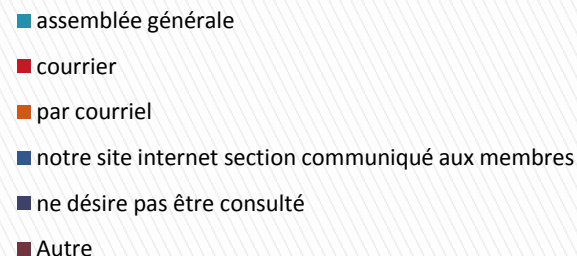 assemblée générale
courrier
par courriel
notre site internet section communiqué aux membres
ne désire pas être consulté
Autre